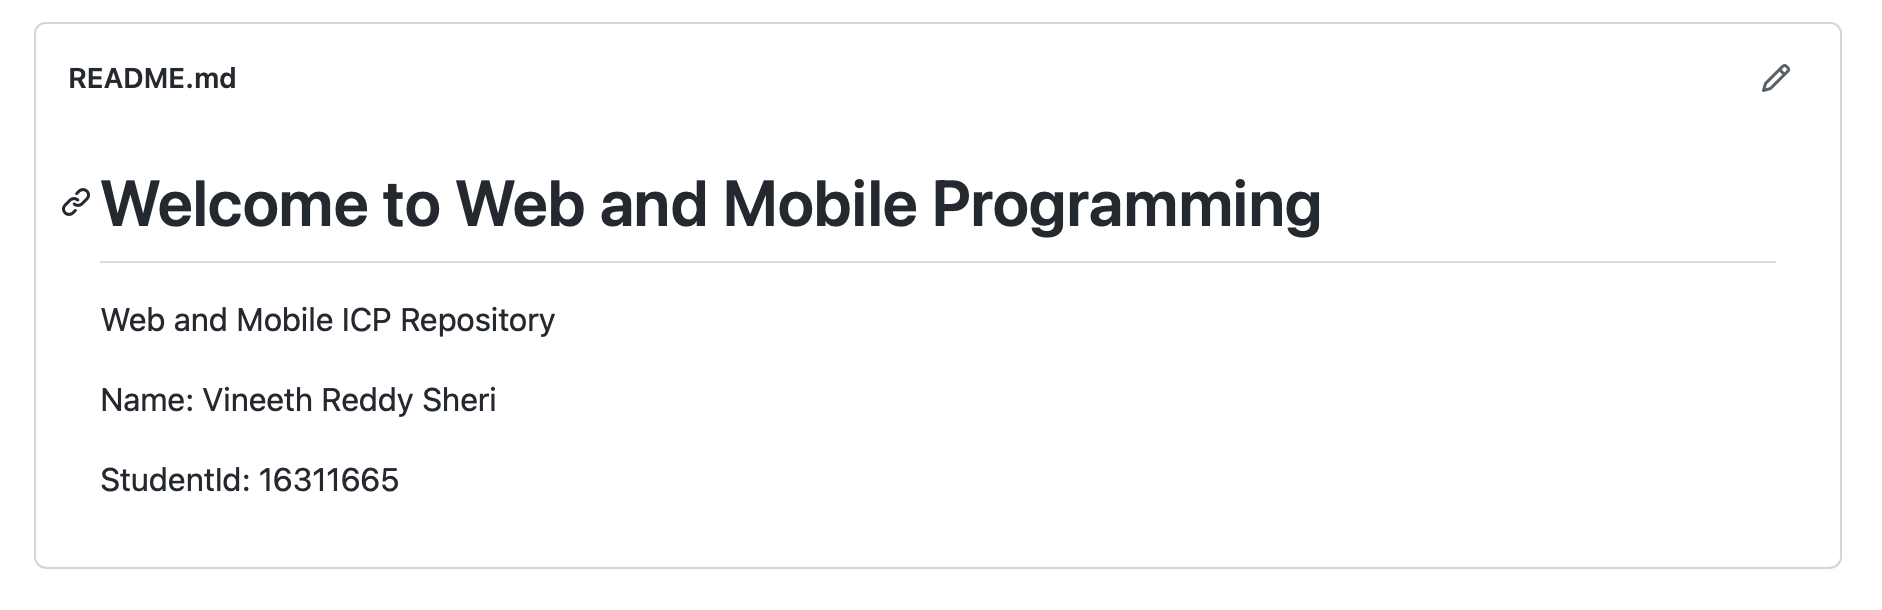 README.md
Welcome to Web and Mobile Programming
Web and Mobile ICP Repository
Name: Vineeth Reddy Sheri
StudentId: 16311665